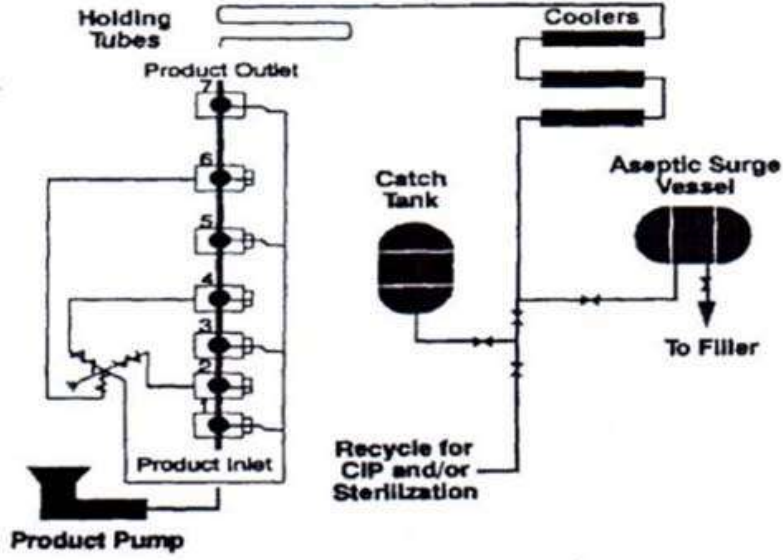 Holding
Tubes
Coolers
Product Outlet
7
6
5
4
3
2
1
Catch
Tank
Aseptic Surge
Vessel
To Filler
Product Inlet
Recycle for
CIP and/or
Sterilization
Product Pump